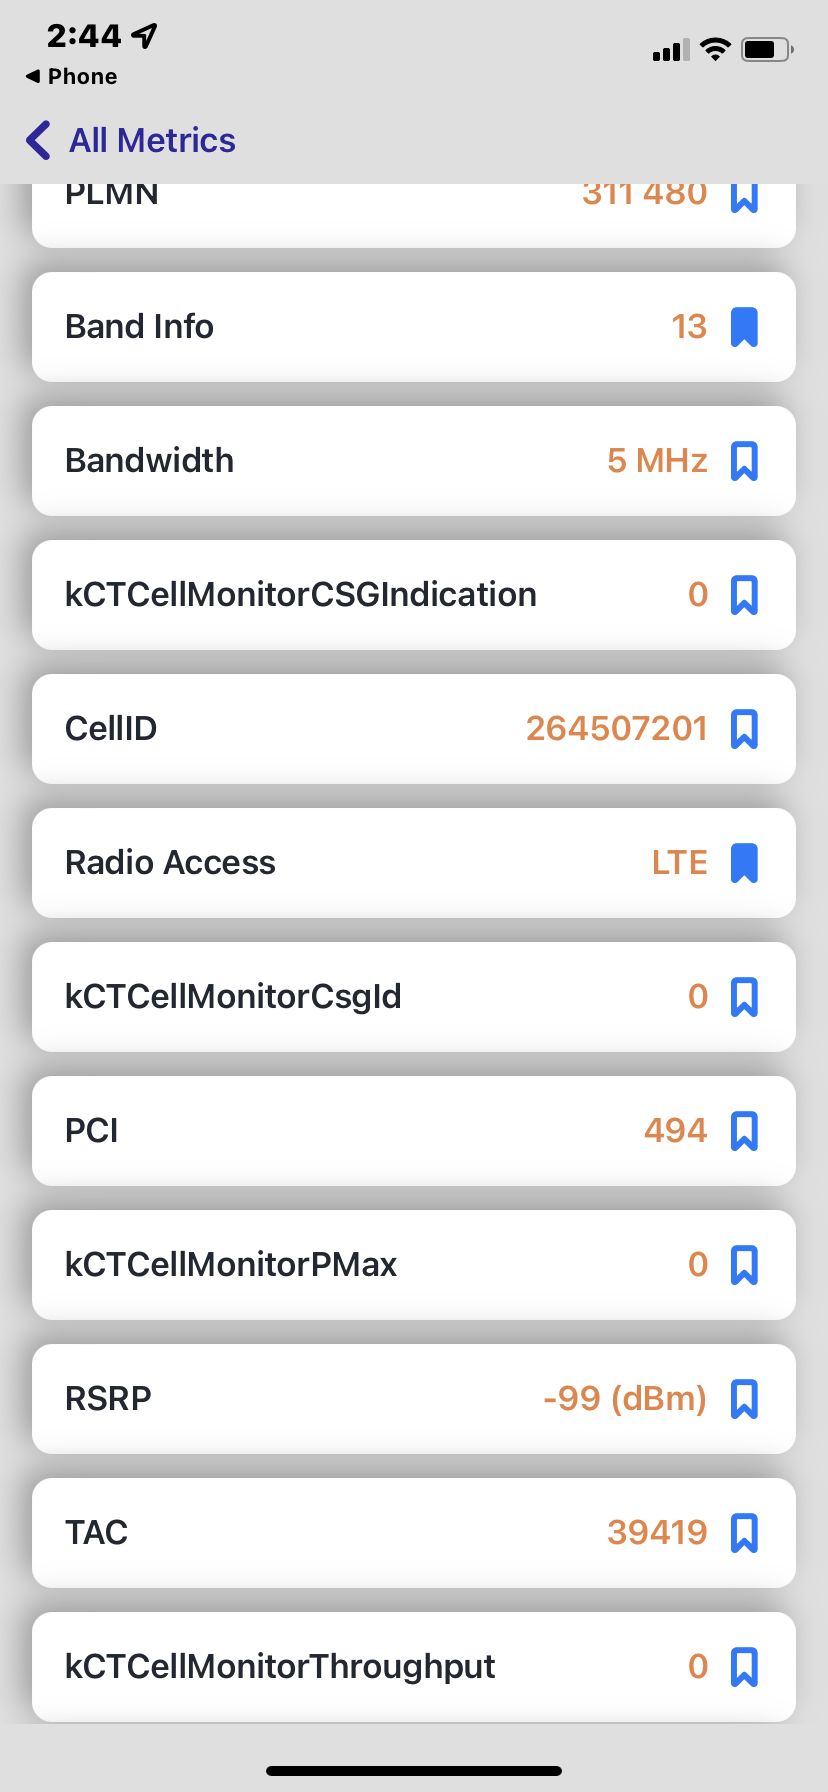 2:44
Phone
All Metrics
PLMN 311 480
Band Info 13
Bandwidth 5 MHz
kCTCellMonitorCSGIndication 0
CellID 264507201
Radio Access LTE
kCTCellMonitorCsgId 0
PCI 494
kCTCellMonitorPMax 0
RSRP -99 (dBm)
TAC 39419
kCTCellMonitorThroughput 0